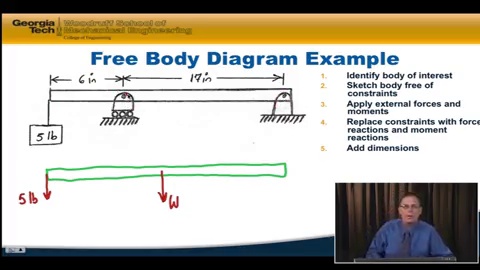 Georgia Tech
Woodruff School of
Mechanical Engineering
College of Engineering
Free Body Diagram Example
6 in
17 in
5 lb
5 lb
W
1. Identify body of interest
2. Sketch body free of
constraints
3. Apply external forces and
moments
4. Replace constraints with force
reactions and moment
reactions
5. Add dimensions